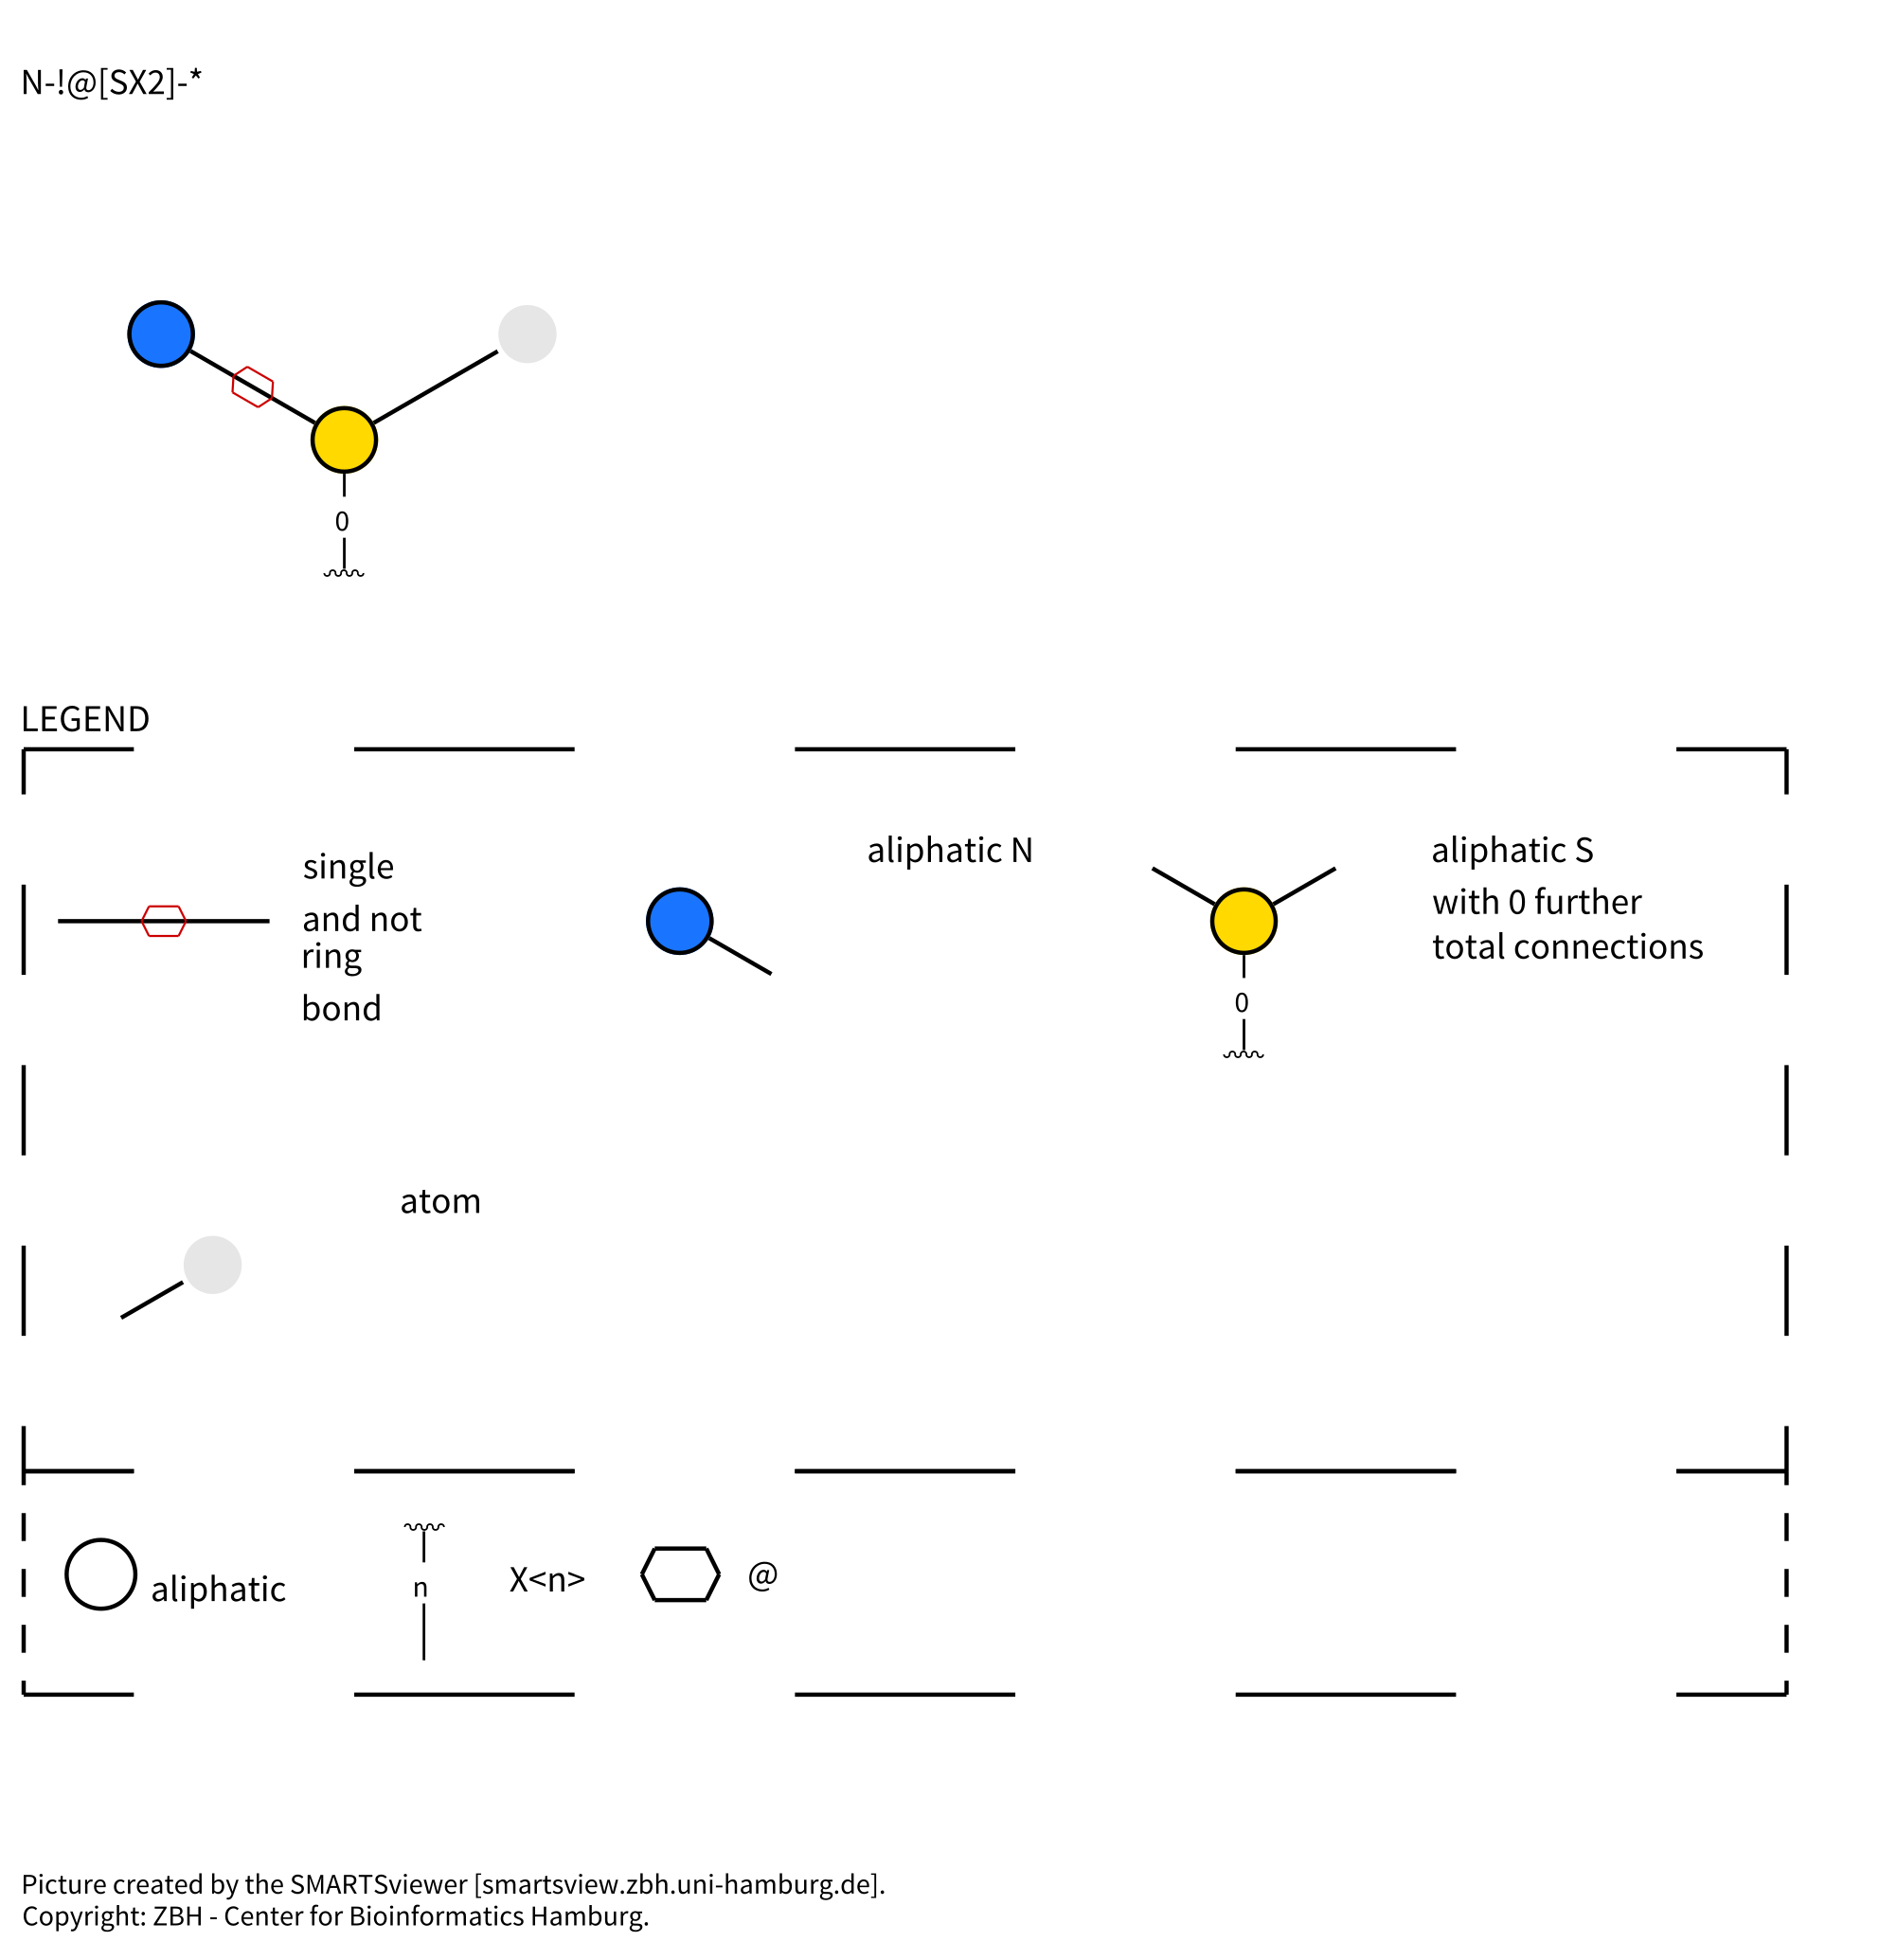 N-!@[SX2]-*
0
LEGEND
single
and not
ring
bond
aliphatic N
aliphatic S
with 0 further
total connections
0
atom
aliphatic
n
X<n>
@
Picture created by the SMARTSviewer [smartsview.zbh.uni-hamburg.de].
Copyright: ZBH - Center for Bioinformatics Hamburg.